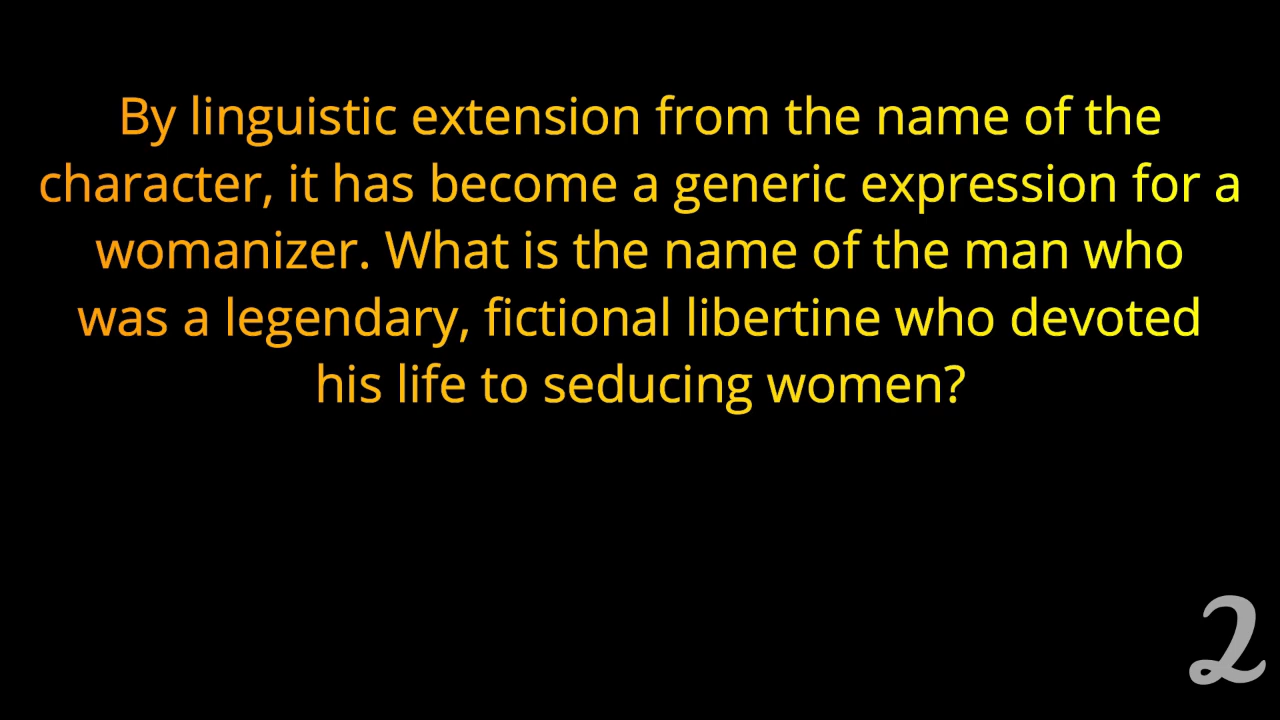 By linguistic extension from the name of the
character, it has become a generic expression for a
womanizer. What is the name of the man who
was a legendary, fictional libertine who devoted
his life to seducing women?
2